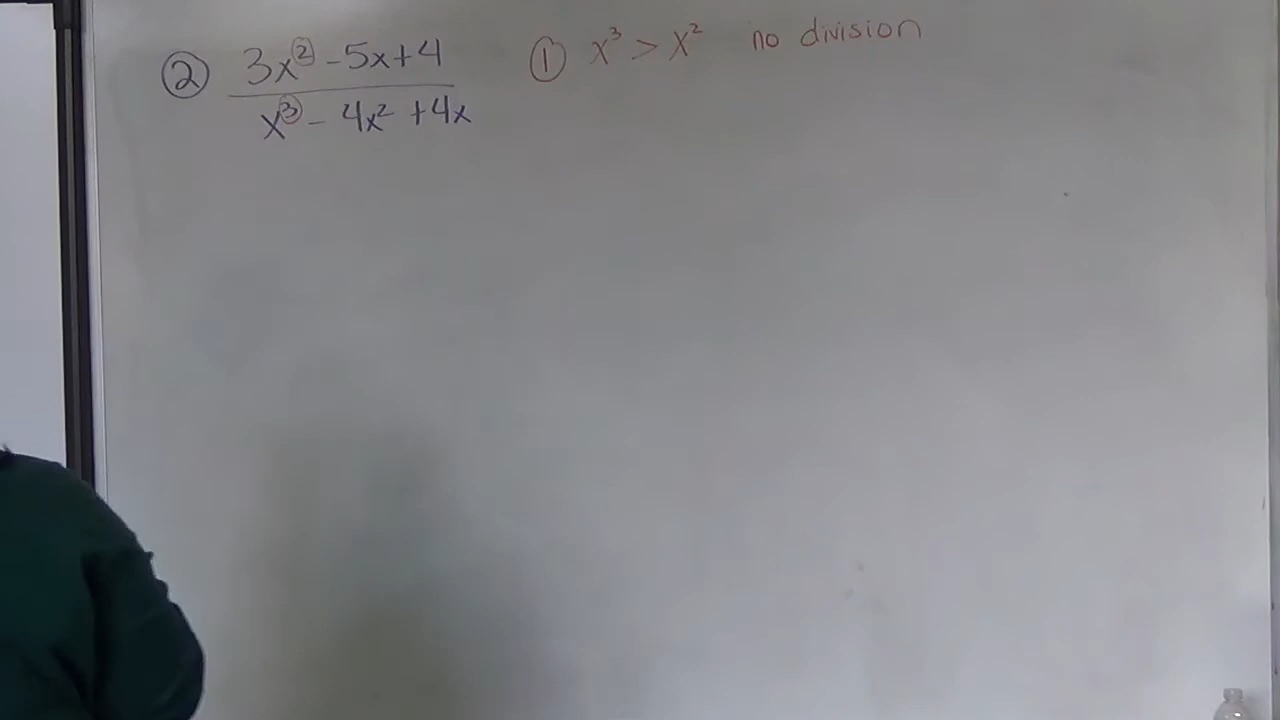 ② 3x² - 5x + 4
x³ - 4x² + 4x
① x³ > x² no division